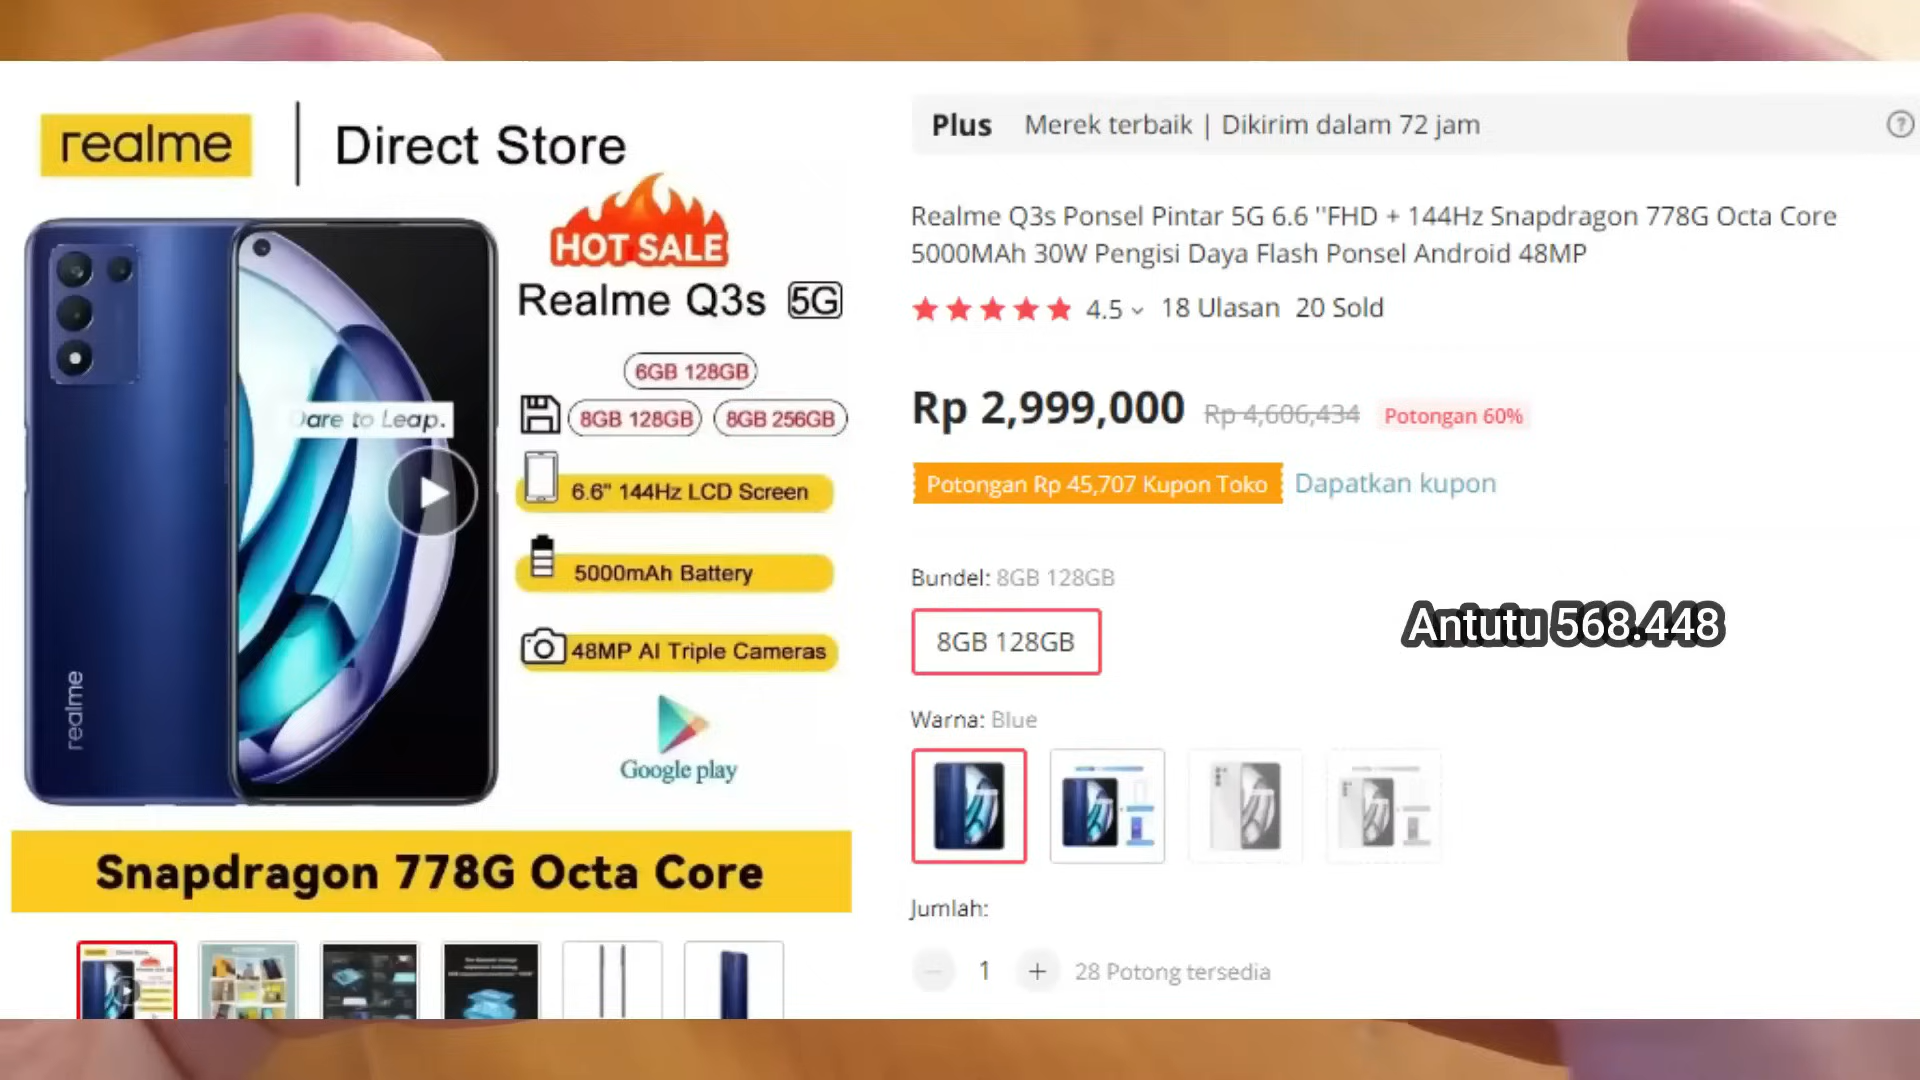 realme | Direct Store
HOT SALE
Realme Q3s 5G
6GB 128GB
8GB 128GB 8GB 256GB
6.6" 144Hz LCD Screen
5000mAh Battery
48MP AI Triple Cameras
Google play
Dare to Leap.
realme
Snapdragon 778G Octa Core
Plus Merek terbaik | Dikirim dalam 72 jam
Realme Q3s Ponsel Pintar 5G 6.6 ''FHD + 144Hz Snapdragon 778G Octa Core
5000MAh 30W Pengisi Daya Flash Ponsel Android 48MP
4.5 18 Ulasan 20 Sold
Rp 2,999,000 Rp 4,606,434 Potongan 60%
Potongan Rp 45,707 Kupon Toko Dapatkan kupon
Bundel: 8GB 128GB
8GB 128GB
Antutu 568.448
Warna: Blue
Jumlah:
1 + 28 Potong tersedia